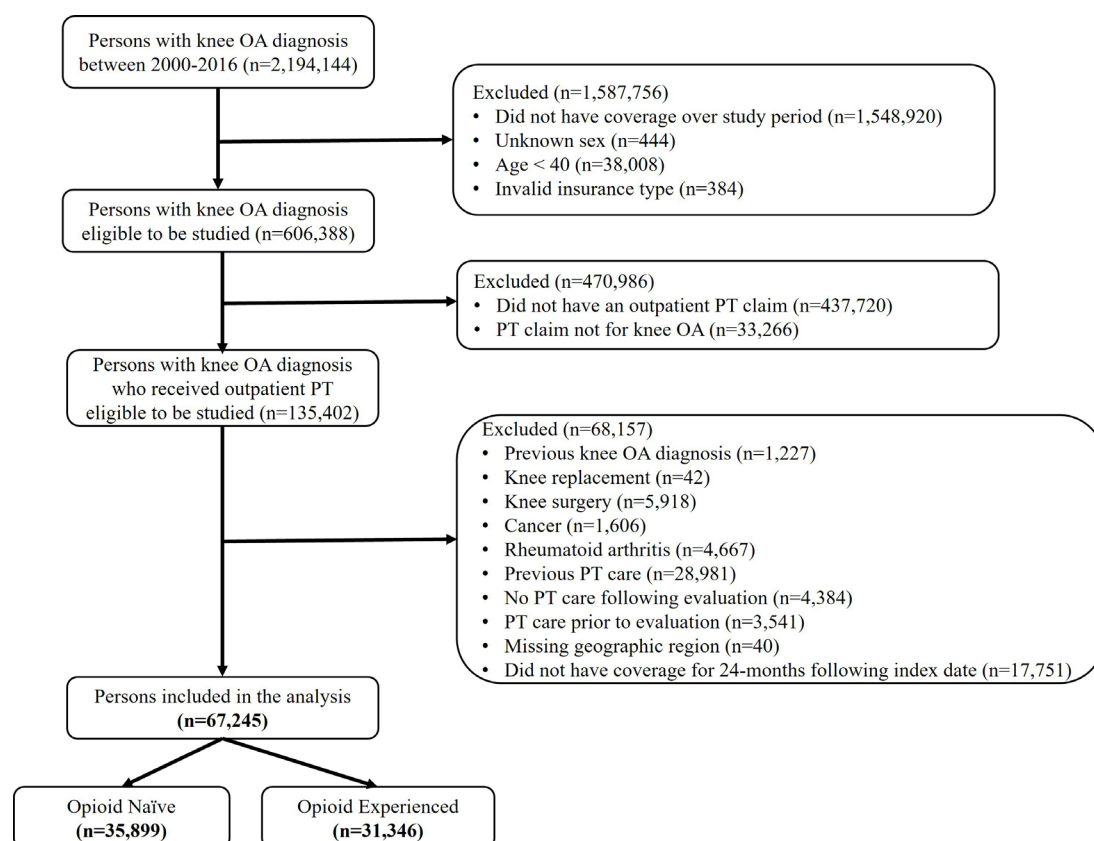 Persons with knee OA diagnosis
between 2000-2016 (n=2,194,144)
Excluded (n=1,587,756)
• Did not have coverage over study period (n=1,548,920)
• Unknown sex (n=444)
• Age < 40 (n=38,008)
• Invalid insurance type (n=384)
Persons with knee OA diagnosis
eligible to be studied (n=606,388)
Excluded (n=470,986)
• Did not have an outpatient PT claim (n=437,720)
• PT claim not for knee OA (n=33,266)
Persons with knee OA diagnosis
who received outpatient PT
eligible to be studied (n=135,402)
Excluded (n=68,157)
• Previous knee OA diagnosis (n=1,227)
• Knee replacement (n=42)
• Knee surgery (n=5,918)
• Cancer (n=1,606)
• Rheumatoid arthritis (n=4,667)
• Previous PT care (n=28,981)
• No PT care following evaluation (n=4,384)
• PT care prior to evaluation (n=3,541)
• Missing geographic region (n=40)
• Did not have coverage for 24-months following index date (n=17,751)
Persons included in the analysis
(n=67,245)
Opioid Naïve
(n=35,899)
Opioid Experienced
(n=31,346)